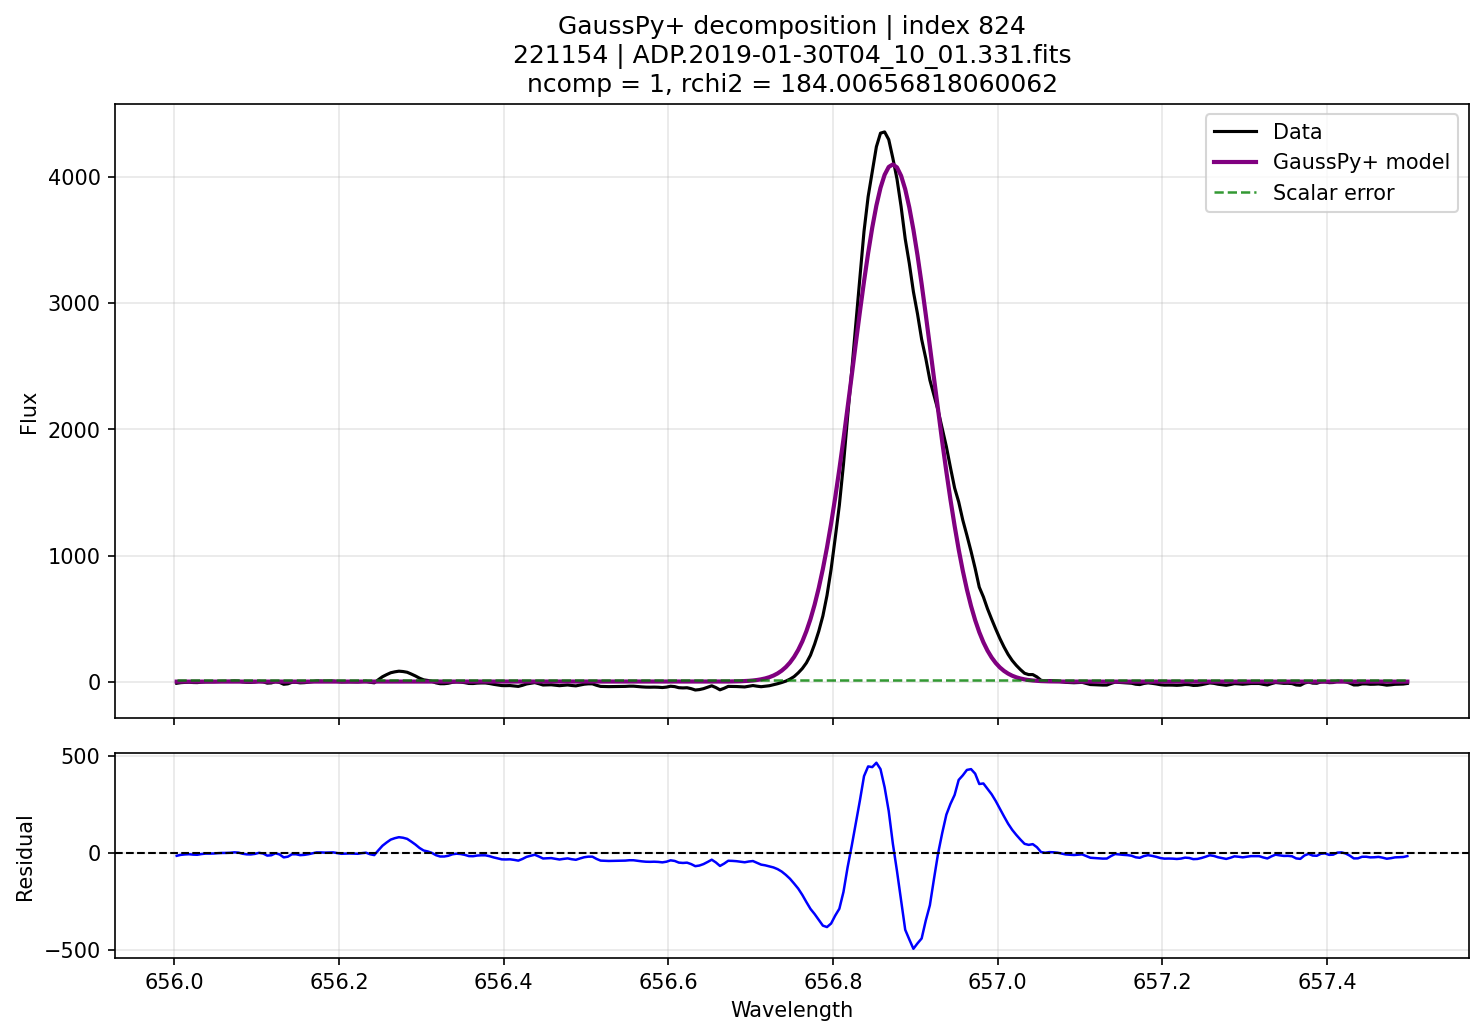 GaussPy+ decomposition | index 824
221154 | ADP.2019-01-30T04_10_01.331.fits
ncomp = 1, rchi2 = 184.00656818060062
Data
GaussPy+ model
Scalar error
Flux
4000
3000
2000
1000
0
Residual
500
0
−500
656.0 656.2 656.4 656.6 656.8 657.0 657.2 657.4
Wavelength